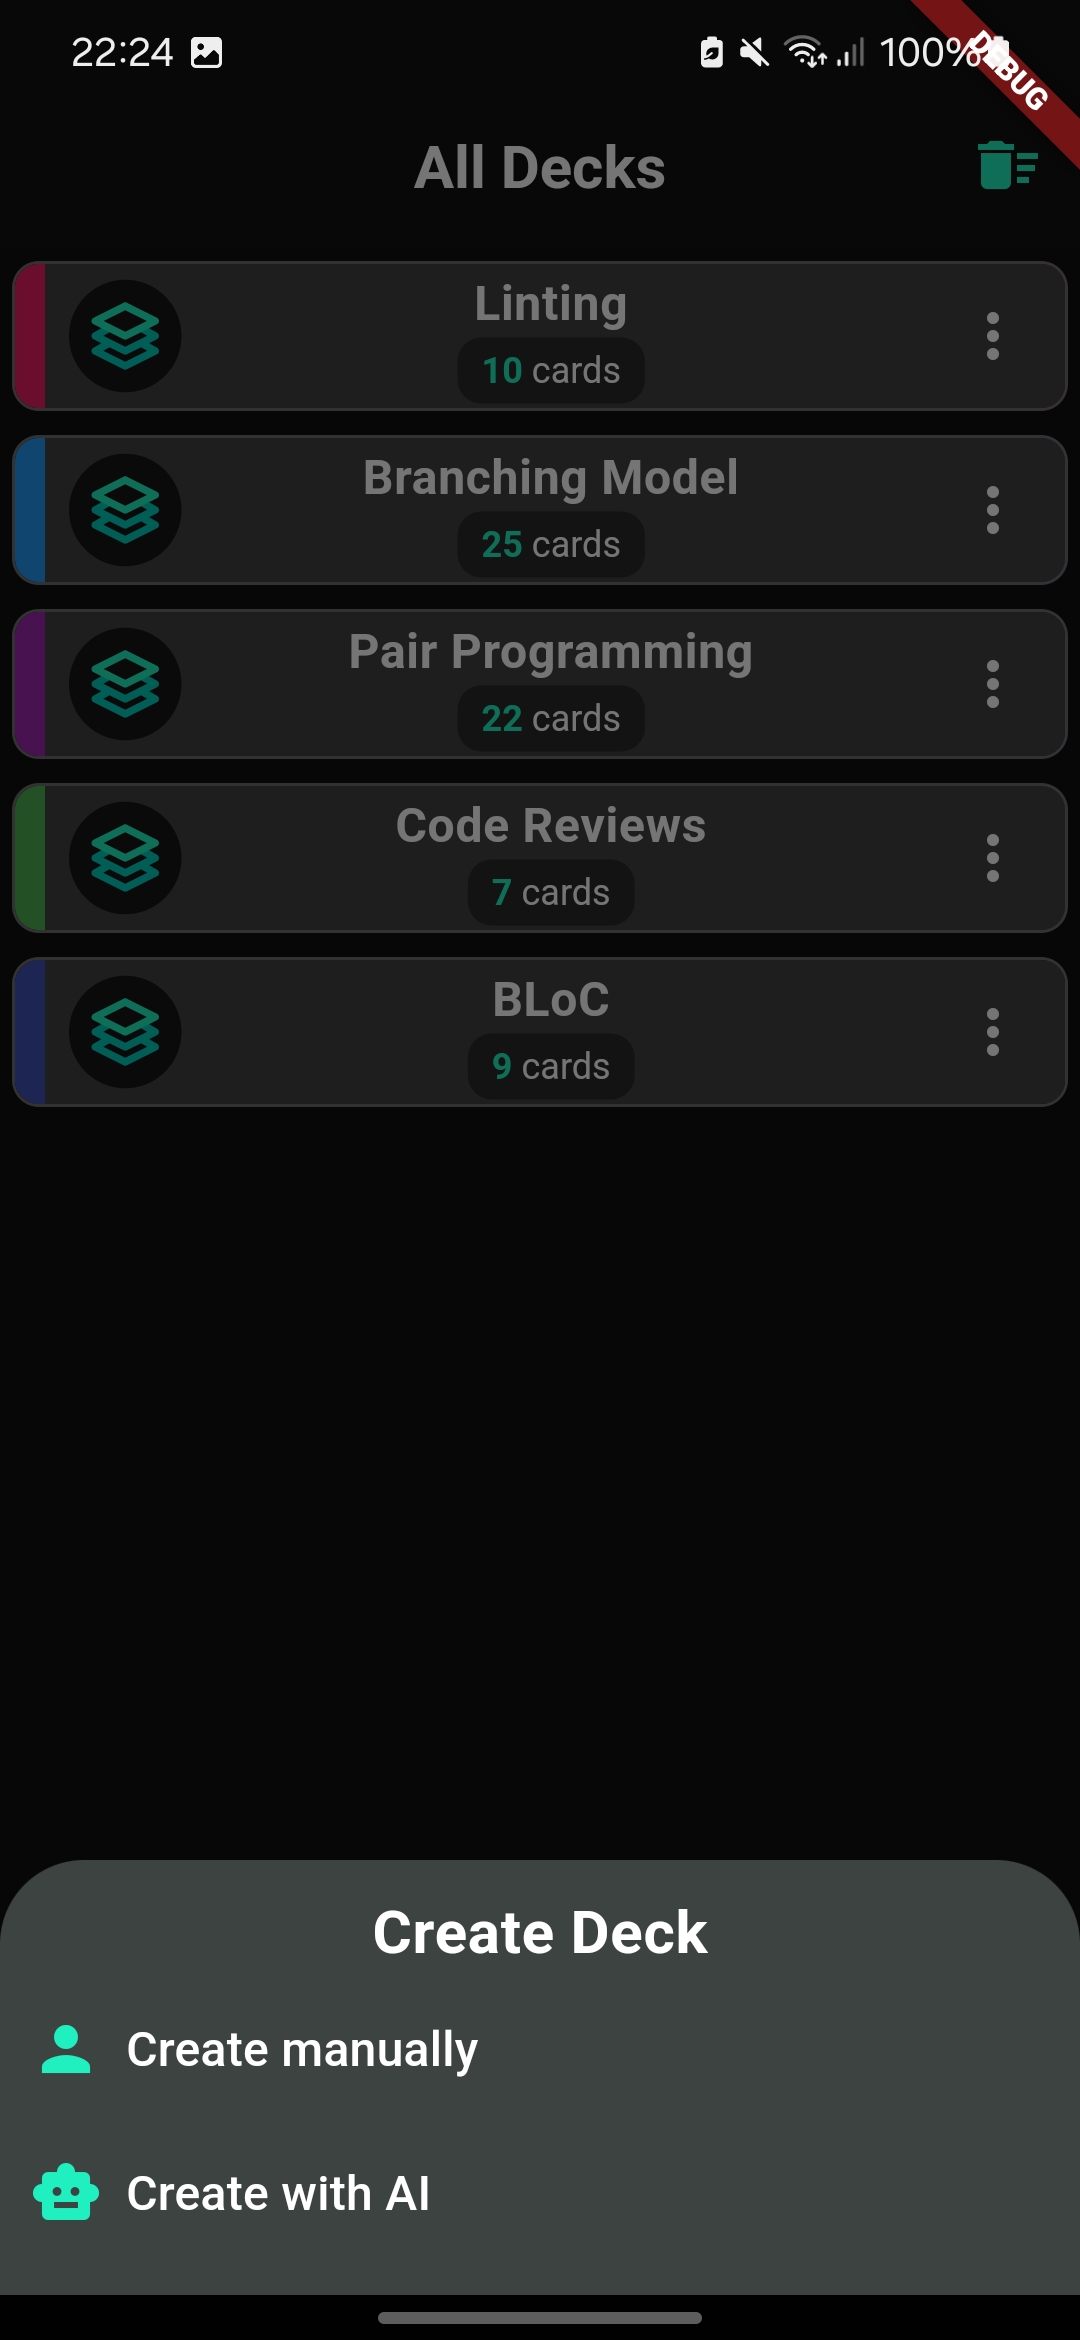 22:24 100%
DEBUG
All Decks
Linting
10 cards
Branching Model
25 cards
Pair Programming
22 cards
Code Reviews
7 cards
BLoC
9 cards
Create Deck
Create manually
Create with AI